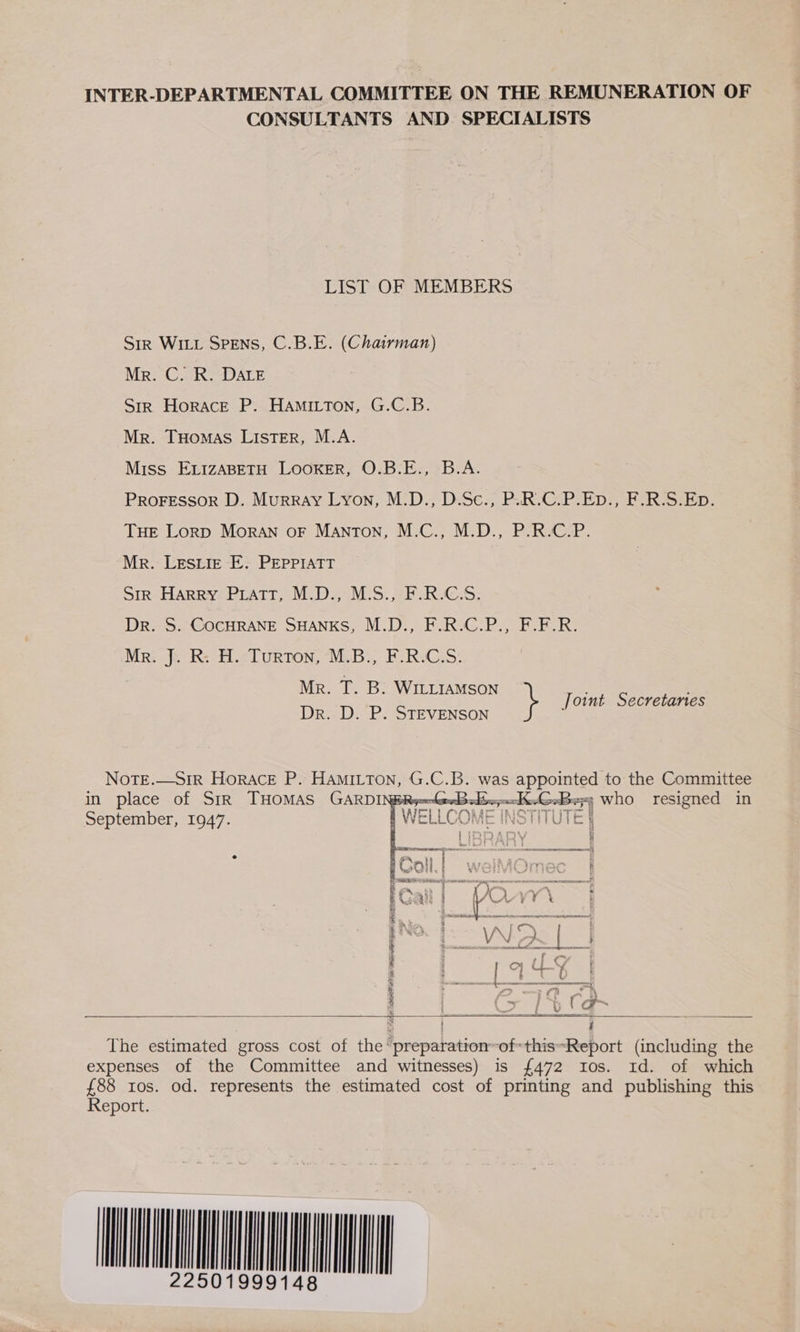 INTER-DEPARTMENTAL COMMITTEE ON THE REMUNERATION OF
CONSULTANTS AND SPECIALISTS
LIST OF MEMBERS
SIR WILL SPENS, C.B.E. (Chairman)
MR. C. R. DALE
SIR HORACE P. HAMILTON, G.C.B.
MR. THOMAS LISTER, M.A.
MISS ELIZABETH LOOKER, O.B.E., B.A.
PROFESSOR D. MURRAY LYON, M.D., D.Sc., P.R.C.P.ED., F.R.S.ED.
THE LORD MORAN OF MANTON, M.C., M.D., P.R.C.P.
MR. LESLIE E. PEPPIATT
SIR HARRY PLATT, M.D., M.S., F.R.C.S.
DR. S. COCHRANE SHANKS, M.D., F.R.C.P., F.F.R.
MR. J. R. H. TURTON, M.B., F.R.C.S.
MR. T. B. WILLIAMSON
DR. D. P. STEVENSON } Joint Secretaries
NOTE.—SIR HORACE P. HAMILTON, G.C.B. was appointed to the Committee
in place of SIR THOMAS GARDINER, G.B.E., K.C.B., who resigned in
September, 1947.
WELLCOME INSTITUTE
LIBRARY
Coll. welMOmec
Call pam
No. WA1
1948
G78ca
The estimated gross cost of the preparation of this Report (including the
expenses of the Committee and witnesses) is £472 10s. 1d. of which
£88 10s. 0d. represents the estimated cost of printing and publishing this
Report.
22501999148